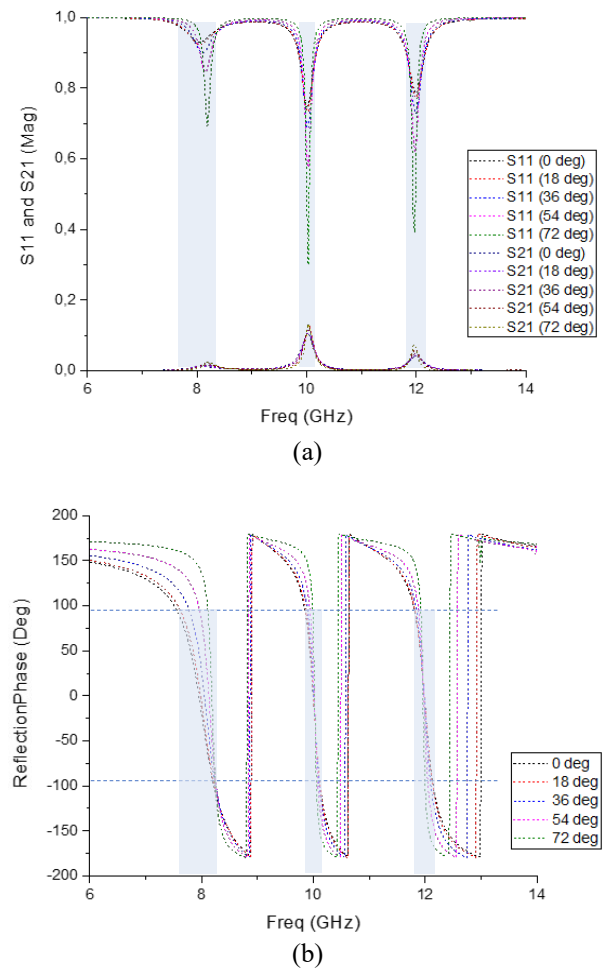 1,0
0,8
0,6
0,4
0,2
0,0
S11 and S21 (Mag)
S11 (0 deg)
S11 (18 deg)
S11 (36 deg)
S11 (54 deg)
S11 (72 deg)
S21 (0 deg)
S21 (18 deg)
S21 (36 deg)
S21 (54 deg)
S21 (72 deg)
6 8 10 12 14
Freq (GHz)
(a)
200
150
100
50
0
-50
-100
-150
-200
ReflectionPhase (Deg)
0 deg
18 deg
36 deg
54 deg
72 deg
6 8 10 12 14
Freq (GHz)
(b)